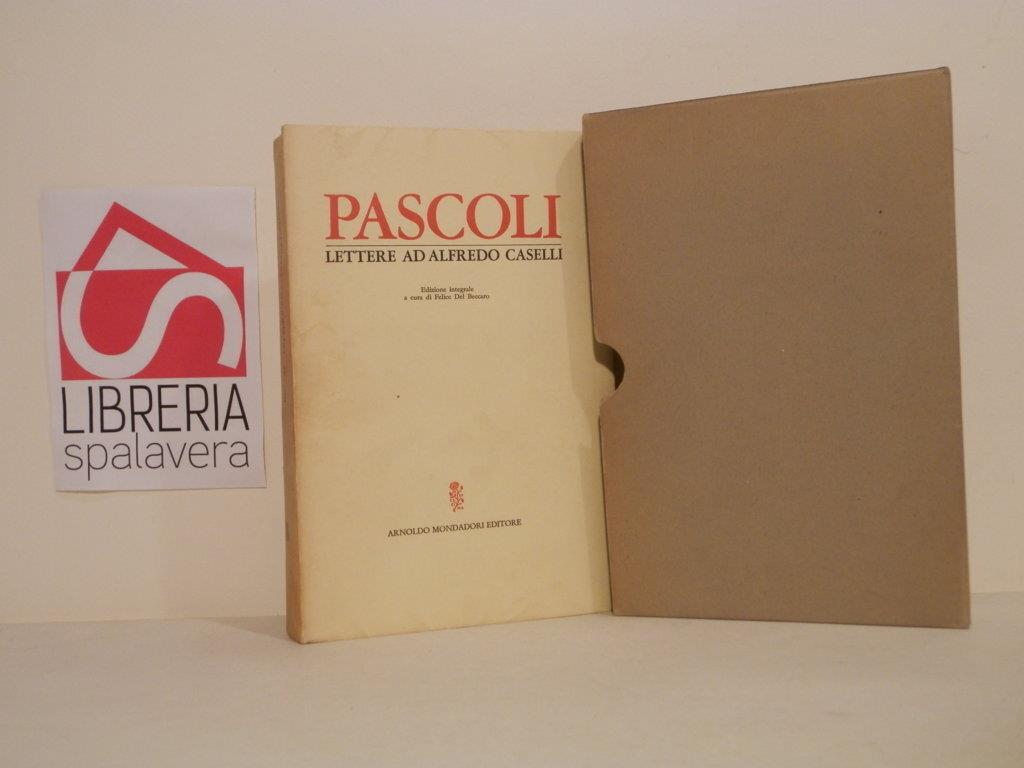 LIBRERIA
spalavera
PASCOLI
LETTERE AD ALFREDO CASELLI
Edizione integrale
a cura di Felice Del Beccaro
ARNOLDO MONDADORI EDITORE